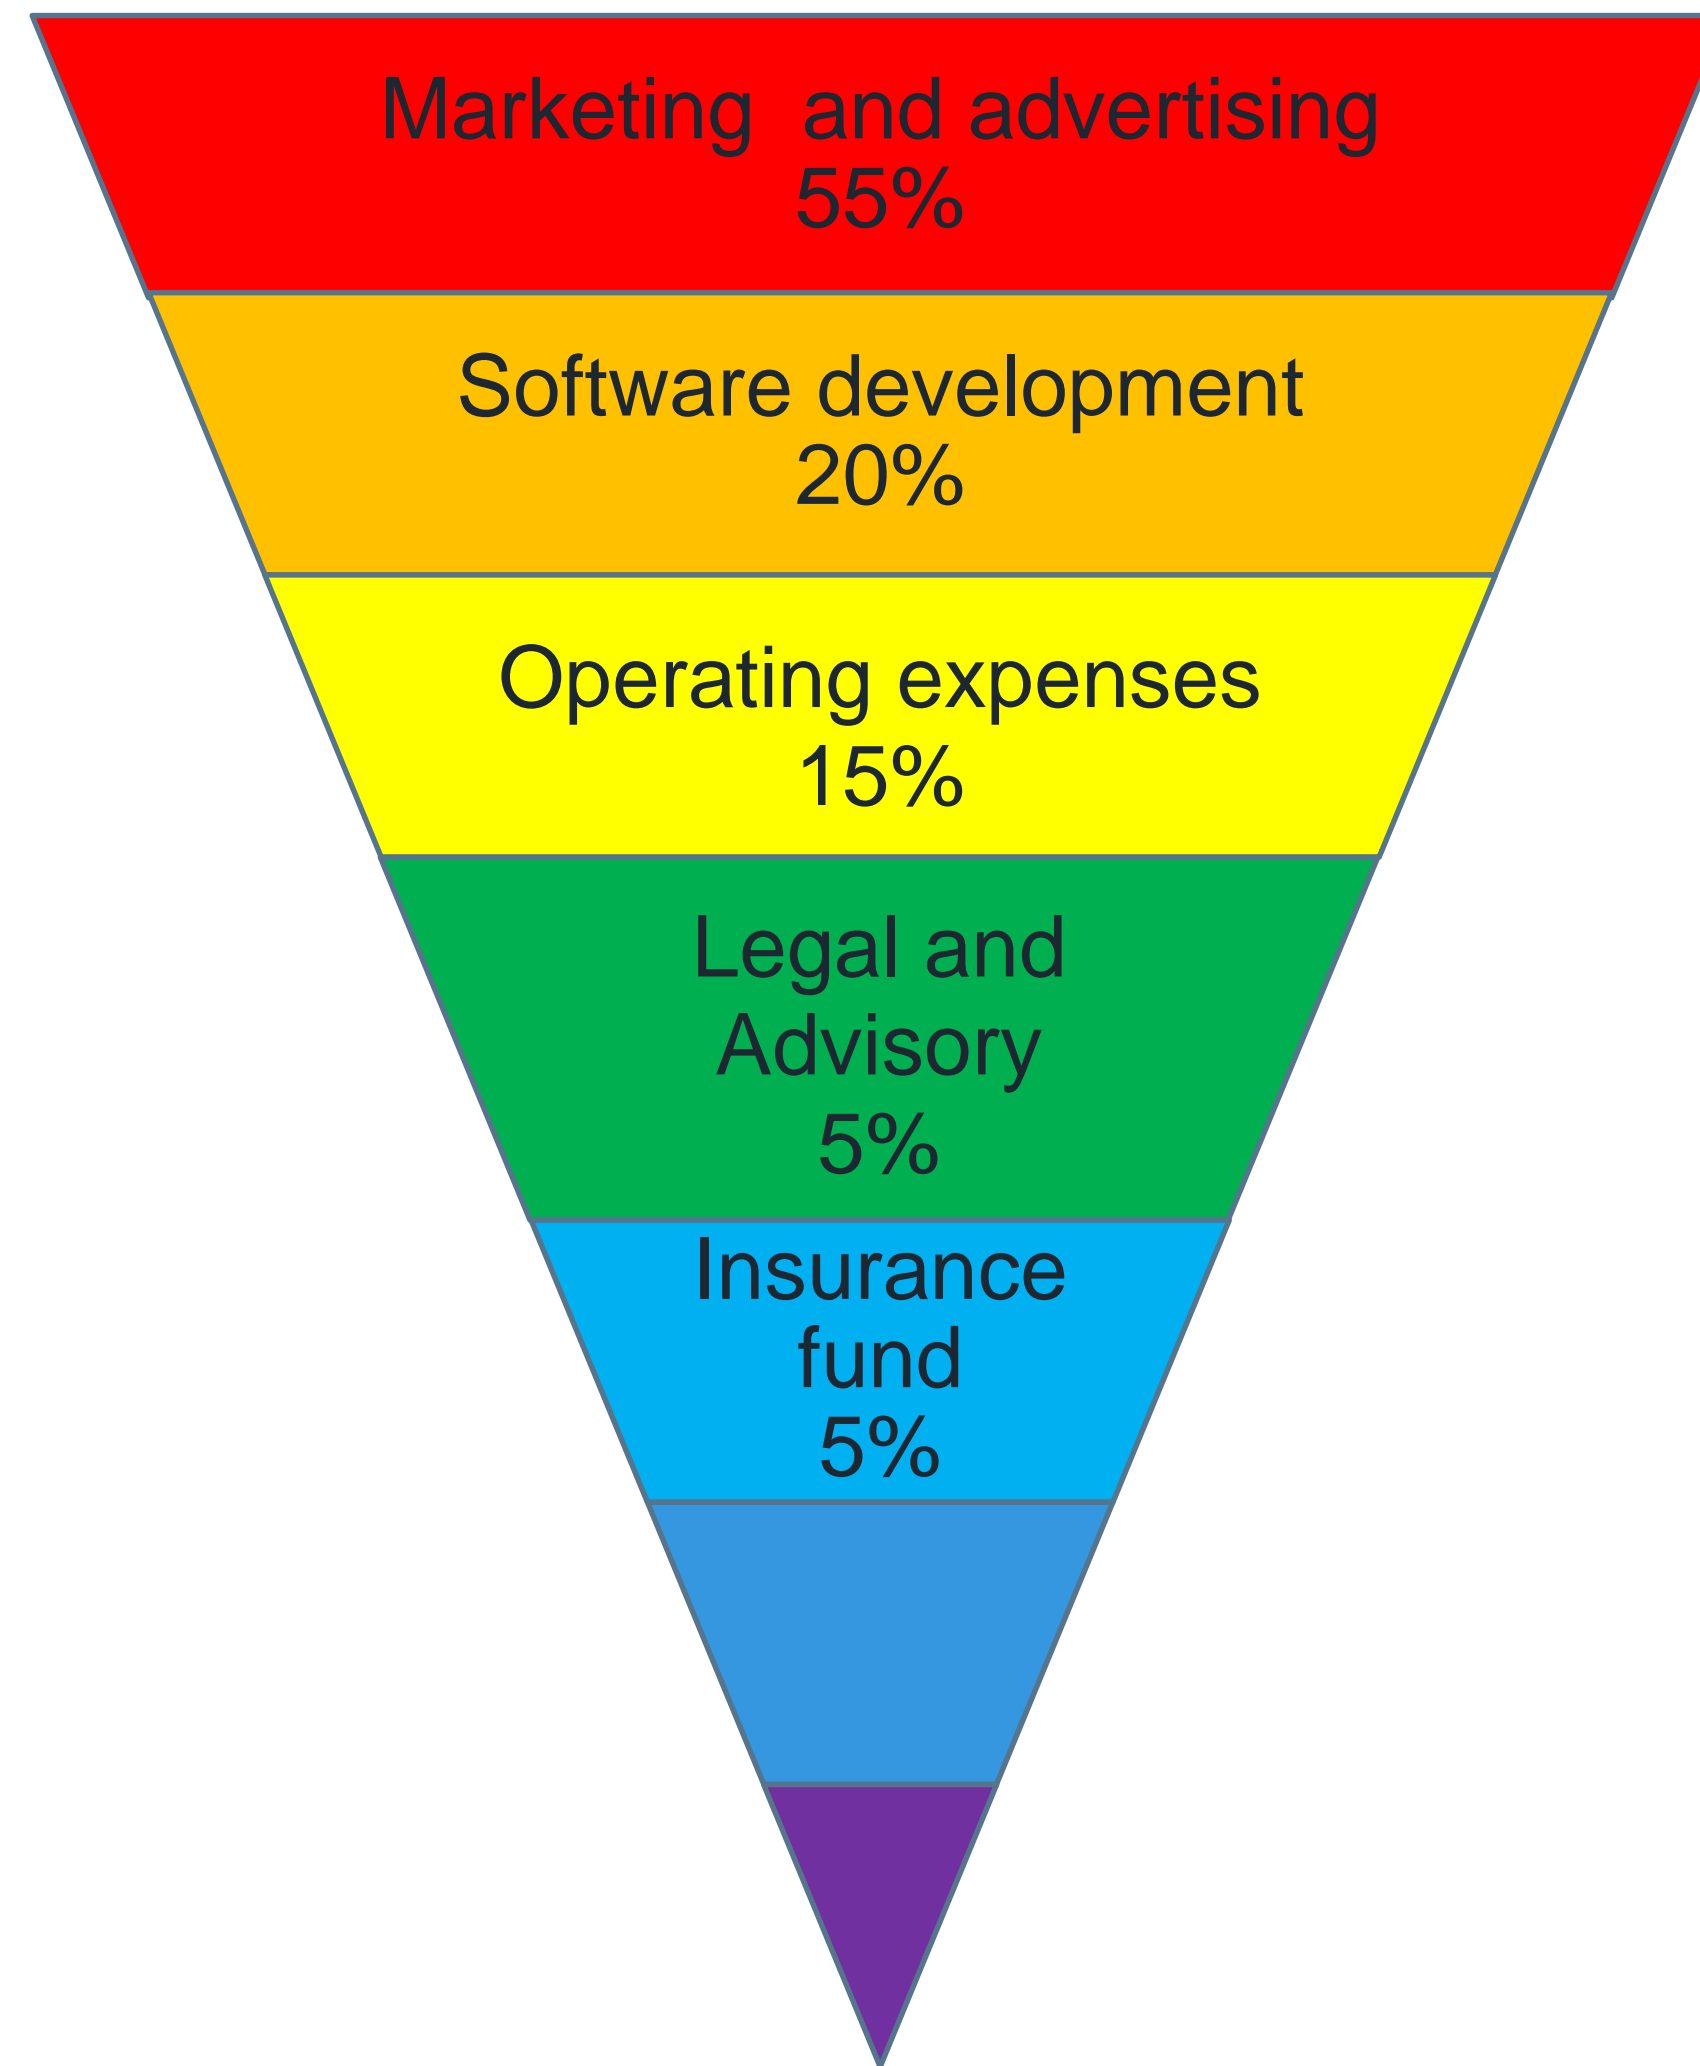 Marketing  and advertising
55%
Software development
20%
Operating expenses
15%
Legal and
Advisory
5%
Insurance
fund
5%